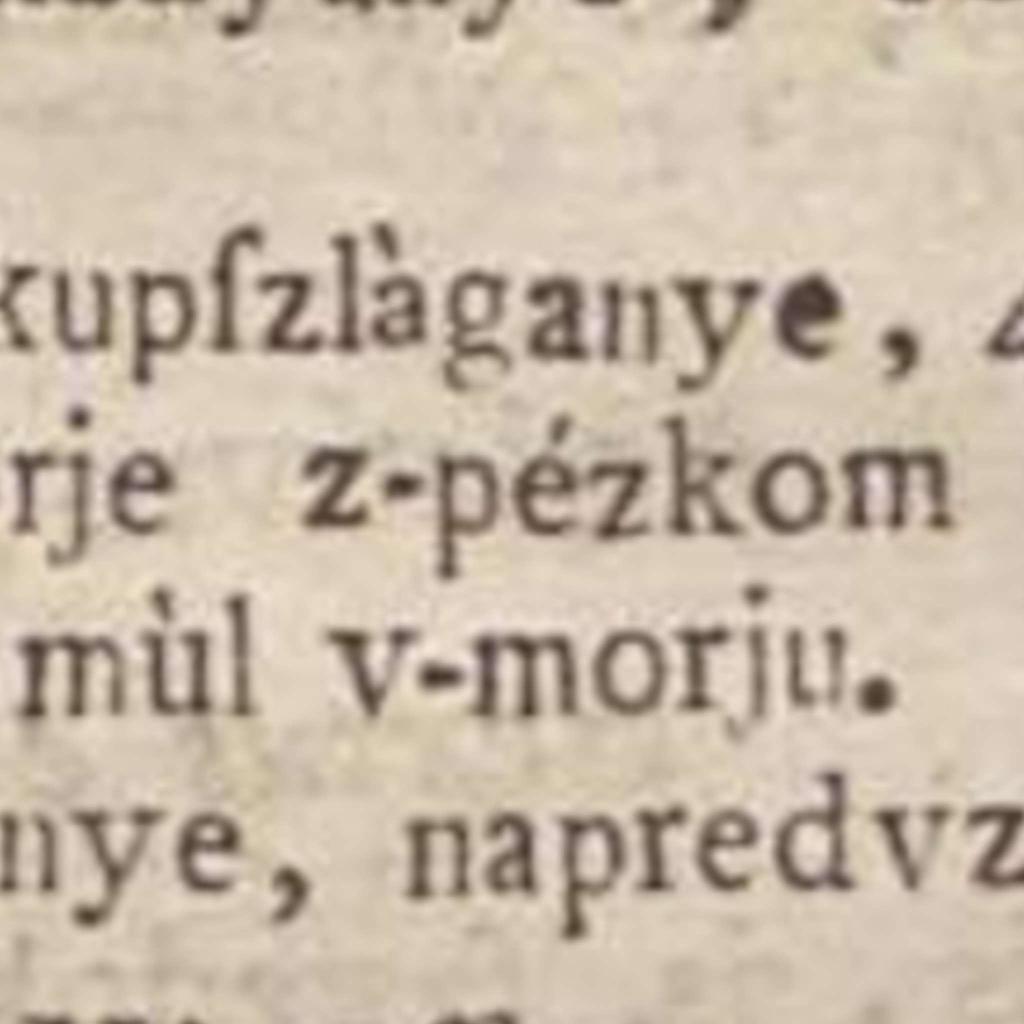 kupſzlàganye,
rje z-pézkom
mùl v-morju.
nye, napredvz